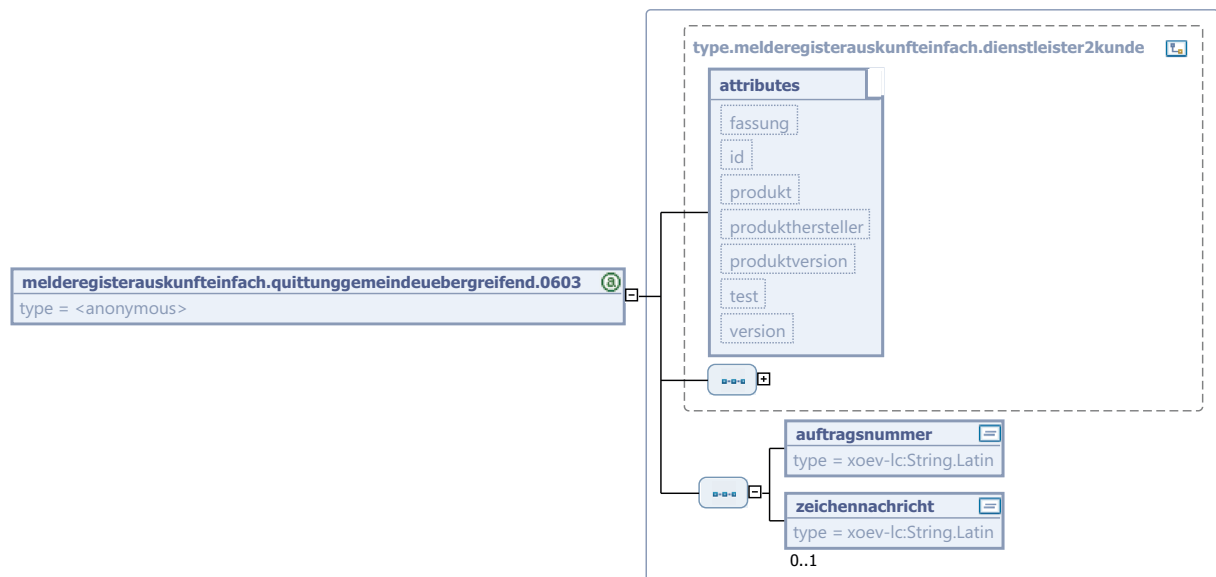 type.melderegisterauskunfteinfach.dienstleister2kunde
attributes
fassung
id
produkt
produkthersteller
produktversion
test
version
melderegisterauskunfteinfach.quittunggemeindeuebergreifend.0603
type = <anonymous>
auftragsnummer
type = xoev-lc:String.Latin
zeichennachricht
type = xoev-lc:String.Latin
0..1